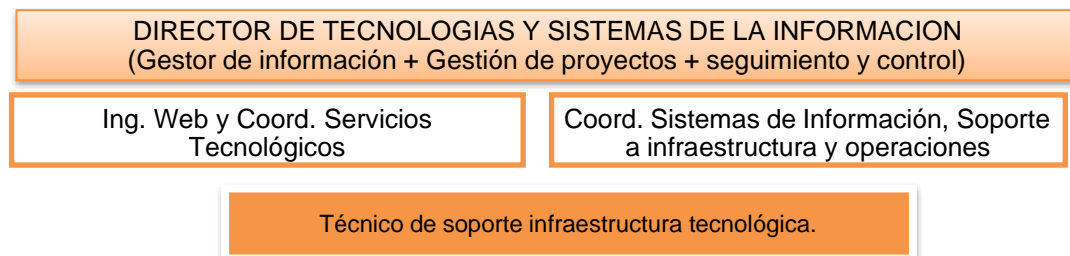 DIRECTOR DE TECNOLOGIAS Y SISTEMAS DE LA INFORMACION
(Gestor de información + Gestión de proyectos + seguimiento y control)
Ing. Web y Coord. Servicios
Tecnológicos
Coord. Sistemas de Información, Soporte
a infraestructura y operaciones
Técnico de soporte infraestructura tecnológica.